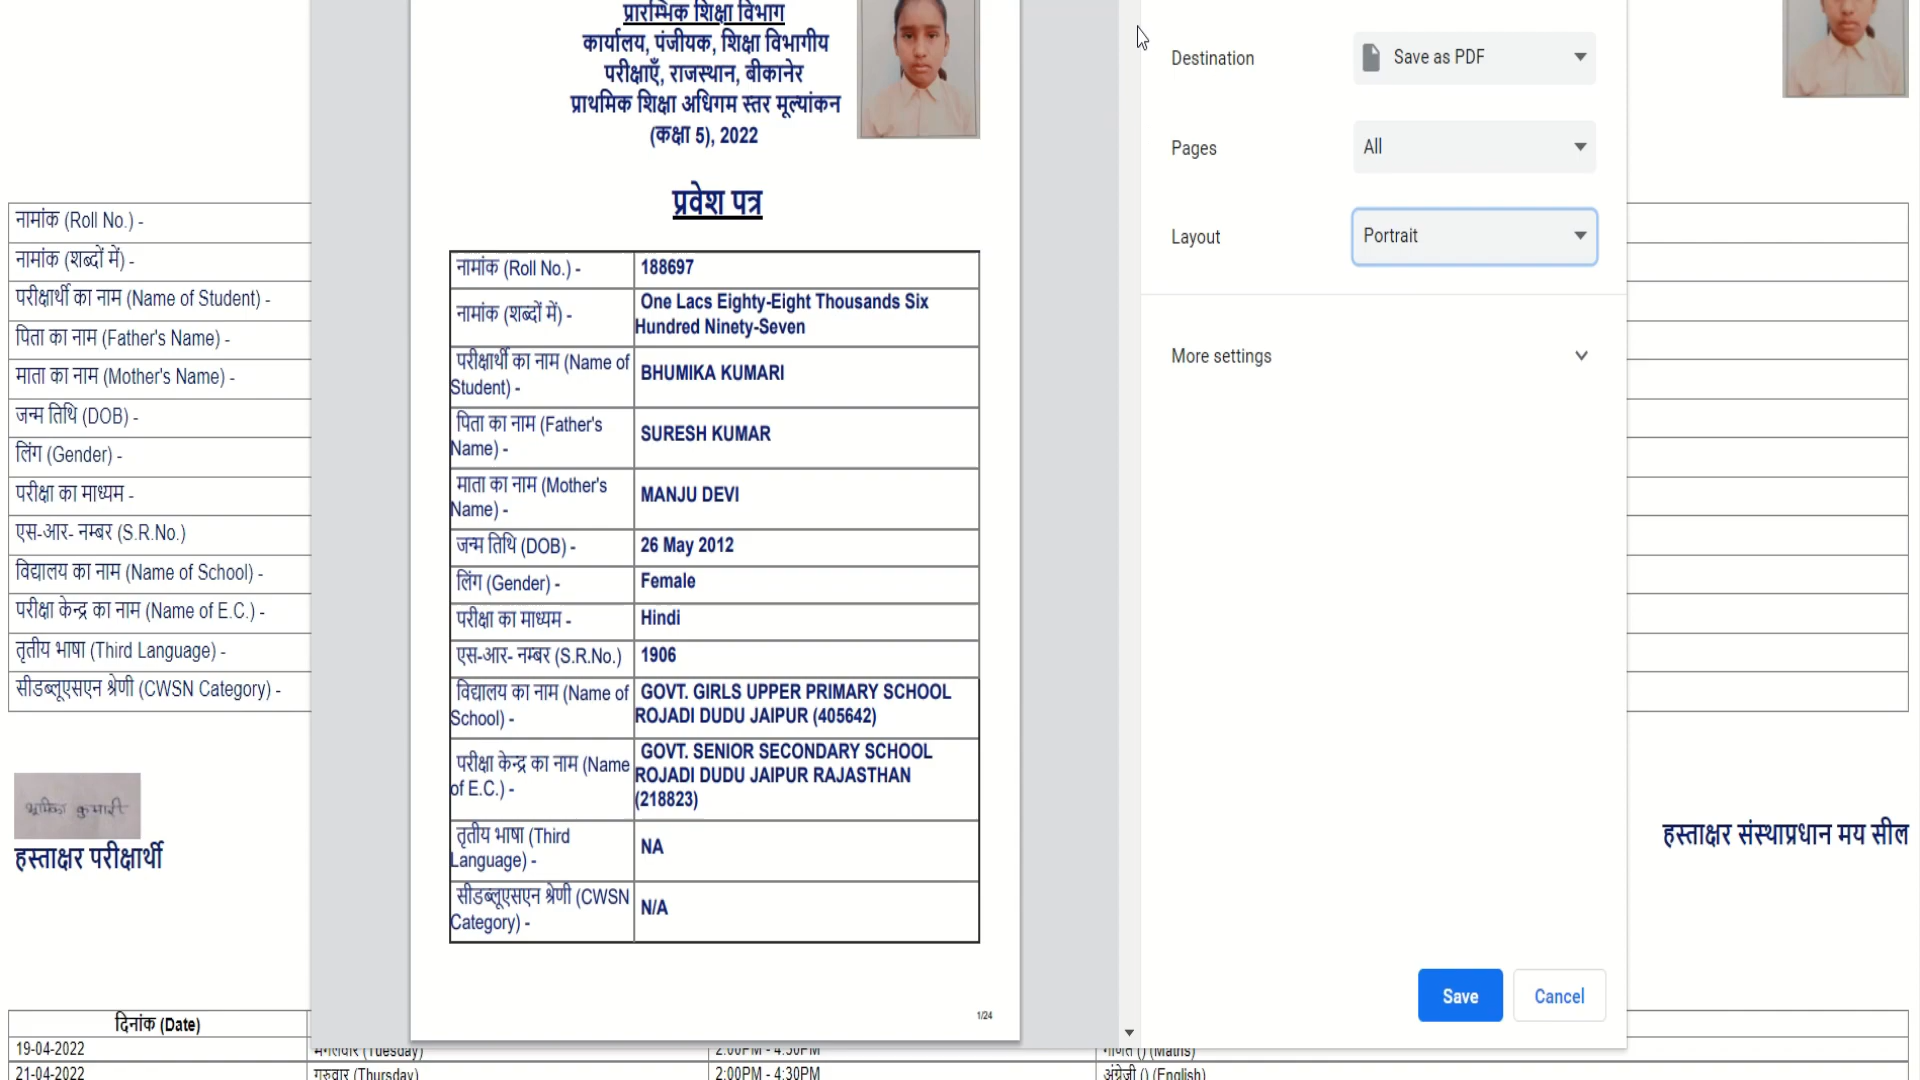 प्रारम्भिक शिक्षा विभाग
कार्यालय, पंजीयक, शिक्षा विभागीय
परीक्षाएँ, राजस्थान, बीकानेर
प्राथमिक शिक्षा अधिगम स्तर मूल्यांकन
(कक्षा 5), 2022
प्रवेश पत्र
नामांक (Roll No.) -
188697
नामांक (शब्दों में) -
One Lacs Eighty-Eight Thousands Six
Hundred Ninety-Seven
परीक्षार्थी का नाम (Name of
Student) -
BHUMIKA KUMARI
पिता का नाम (Father's
Name) -
SURESH KUMAR
माता का नाम (Mother's
Name) -
MANJU DEVI
जन्म तिथि (DOB) -
26 May 2012
लिंग (Gender) -
Female
परीक्षा का माध्यम -
Hindi
एस-आर- नम्बर (S.R.No.)
1906
विद्यालय का नाम (Name of
School) -
GOVT. GIRLS UPPER PRIMARY SCHOOL
ROJADI DUDU JAIPUR (405642)
परीक्षा केन्द्र का नाम (Name
of E.C.) -
GOVT. SENIOR SECONDARY SCHOOL
ROJADI DUDU JAIPUR RAJASTHAN
(218823)
तृतीय भाषा (Third
Language) -
NA
सीडब्लूएसएन श्रेणी (CWSN
Category) -
N/A
1/24
Destination
Save as PDF
Pages
All
Layout
Portrait
More settings
Save
Cancel
नामांक (Roll No.) -
नामांक (शब्दों में) -
परीक्षार्थी का नाम (Name of Student) -
पिता का नाम (Father's Name) -
माता का नाम (Mother's Name) -
जन्म तिथि (DOB) -
लिंग (Gender) -
परीक्षा का माध्यम -
एस-आर- नम्बर (S.R.No.)
विद्यालय का नाम (Name of School) -
परीक्षा केन्द्र का नाम (Name of E.C.) -
तृतीय भाषा (Third Language) -
सीडब्लूएसएन श्रेणी (CWSN Category) -
भूमिका कुमारी
हस्ताक्षर परीक्षार्थी
हस्ताक्षर संस्थाप्रधान मय सील
दिनांक (Date)
19-04-2022
मंगलवार (Tuesday)
2:00PM - 4:30PM
गणित () (Maths)
21-04-2022
गुरुवार (Thursday)
2:00PM - 4:30PM
अंग्रेजी () (English)